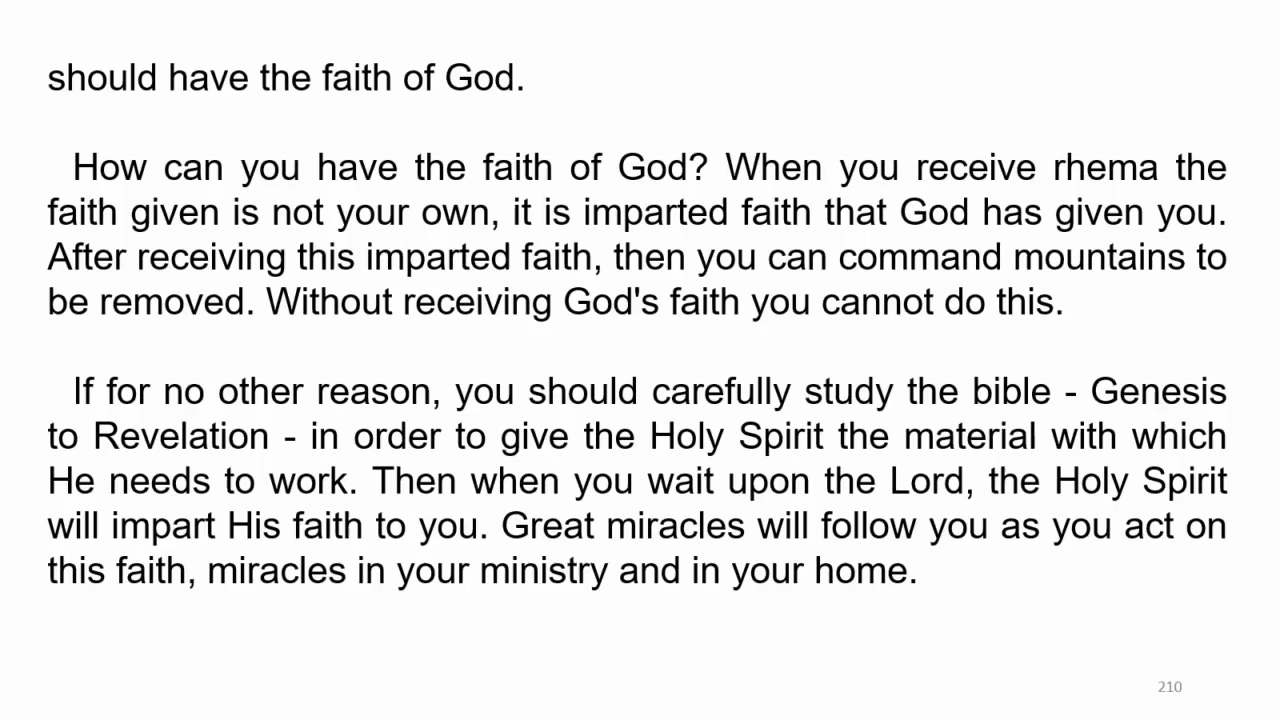 should have the faith of God.
How can you have the faith of God? When you receive rhema the
faith given is not your own, it is imparted faith that God has given you.
After receiving this imparted faith, then you can command mountains to
be removed. Without receiving God's faith you cannot do this.
If for no other reason, you should carefully study the bible - Genesis
to Revelation - in order to give the Holy Spirit the material with which
He needs to work. Then when you wait upon the Lord, the Holy Spirit
will impart His faith to you. Great miracles will follow you as you act on
this faith, miracles in your ministry and in your home.
210